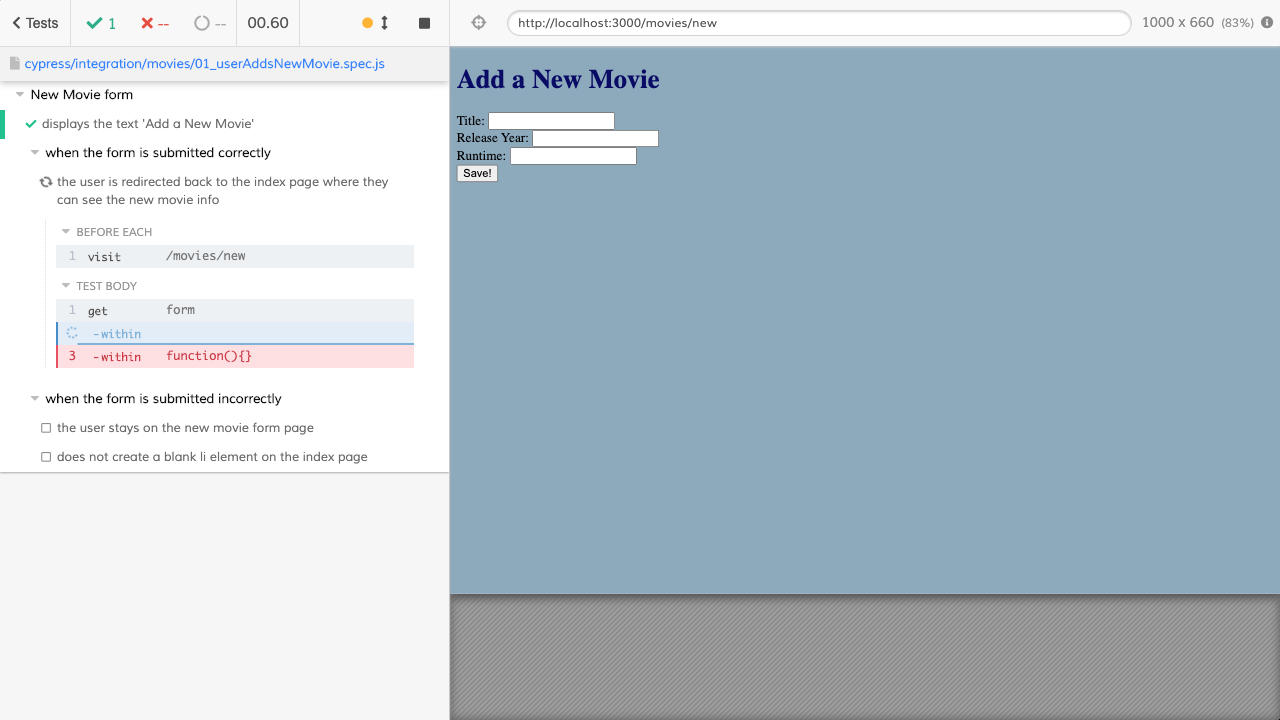 Tests
1
--
--
00.60
http://localhost:3000/movies/new
1000 x 660 (83%)
cypress/integration/movies/01_userAddsNewMovie.spec.js
New Movie form
displays the text 'Add a New Movie'
when the form is submitted correctly
the user is redirected back to the index page where they
can see the new movie info
BEFORE EACH
1 visit /movies/new
TEST BODY
1 get form
-within
3 -within function(){}
when the form is submitted incorrectly
the user stays on the new movie form page
does not create a blank li element on the index page
Add a New Movie
Title:
Release Year:
Runtime:
Save!